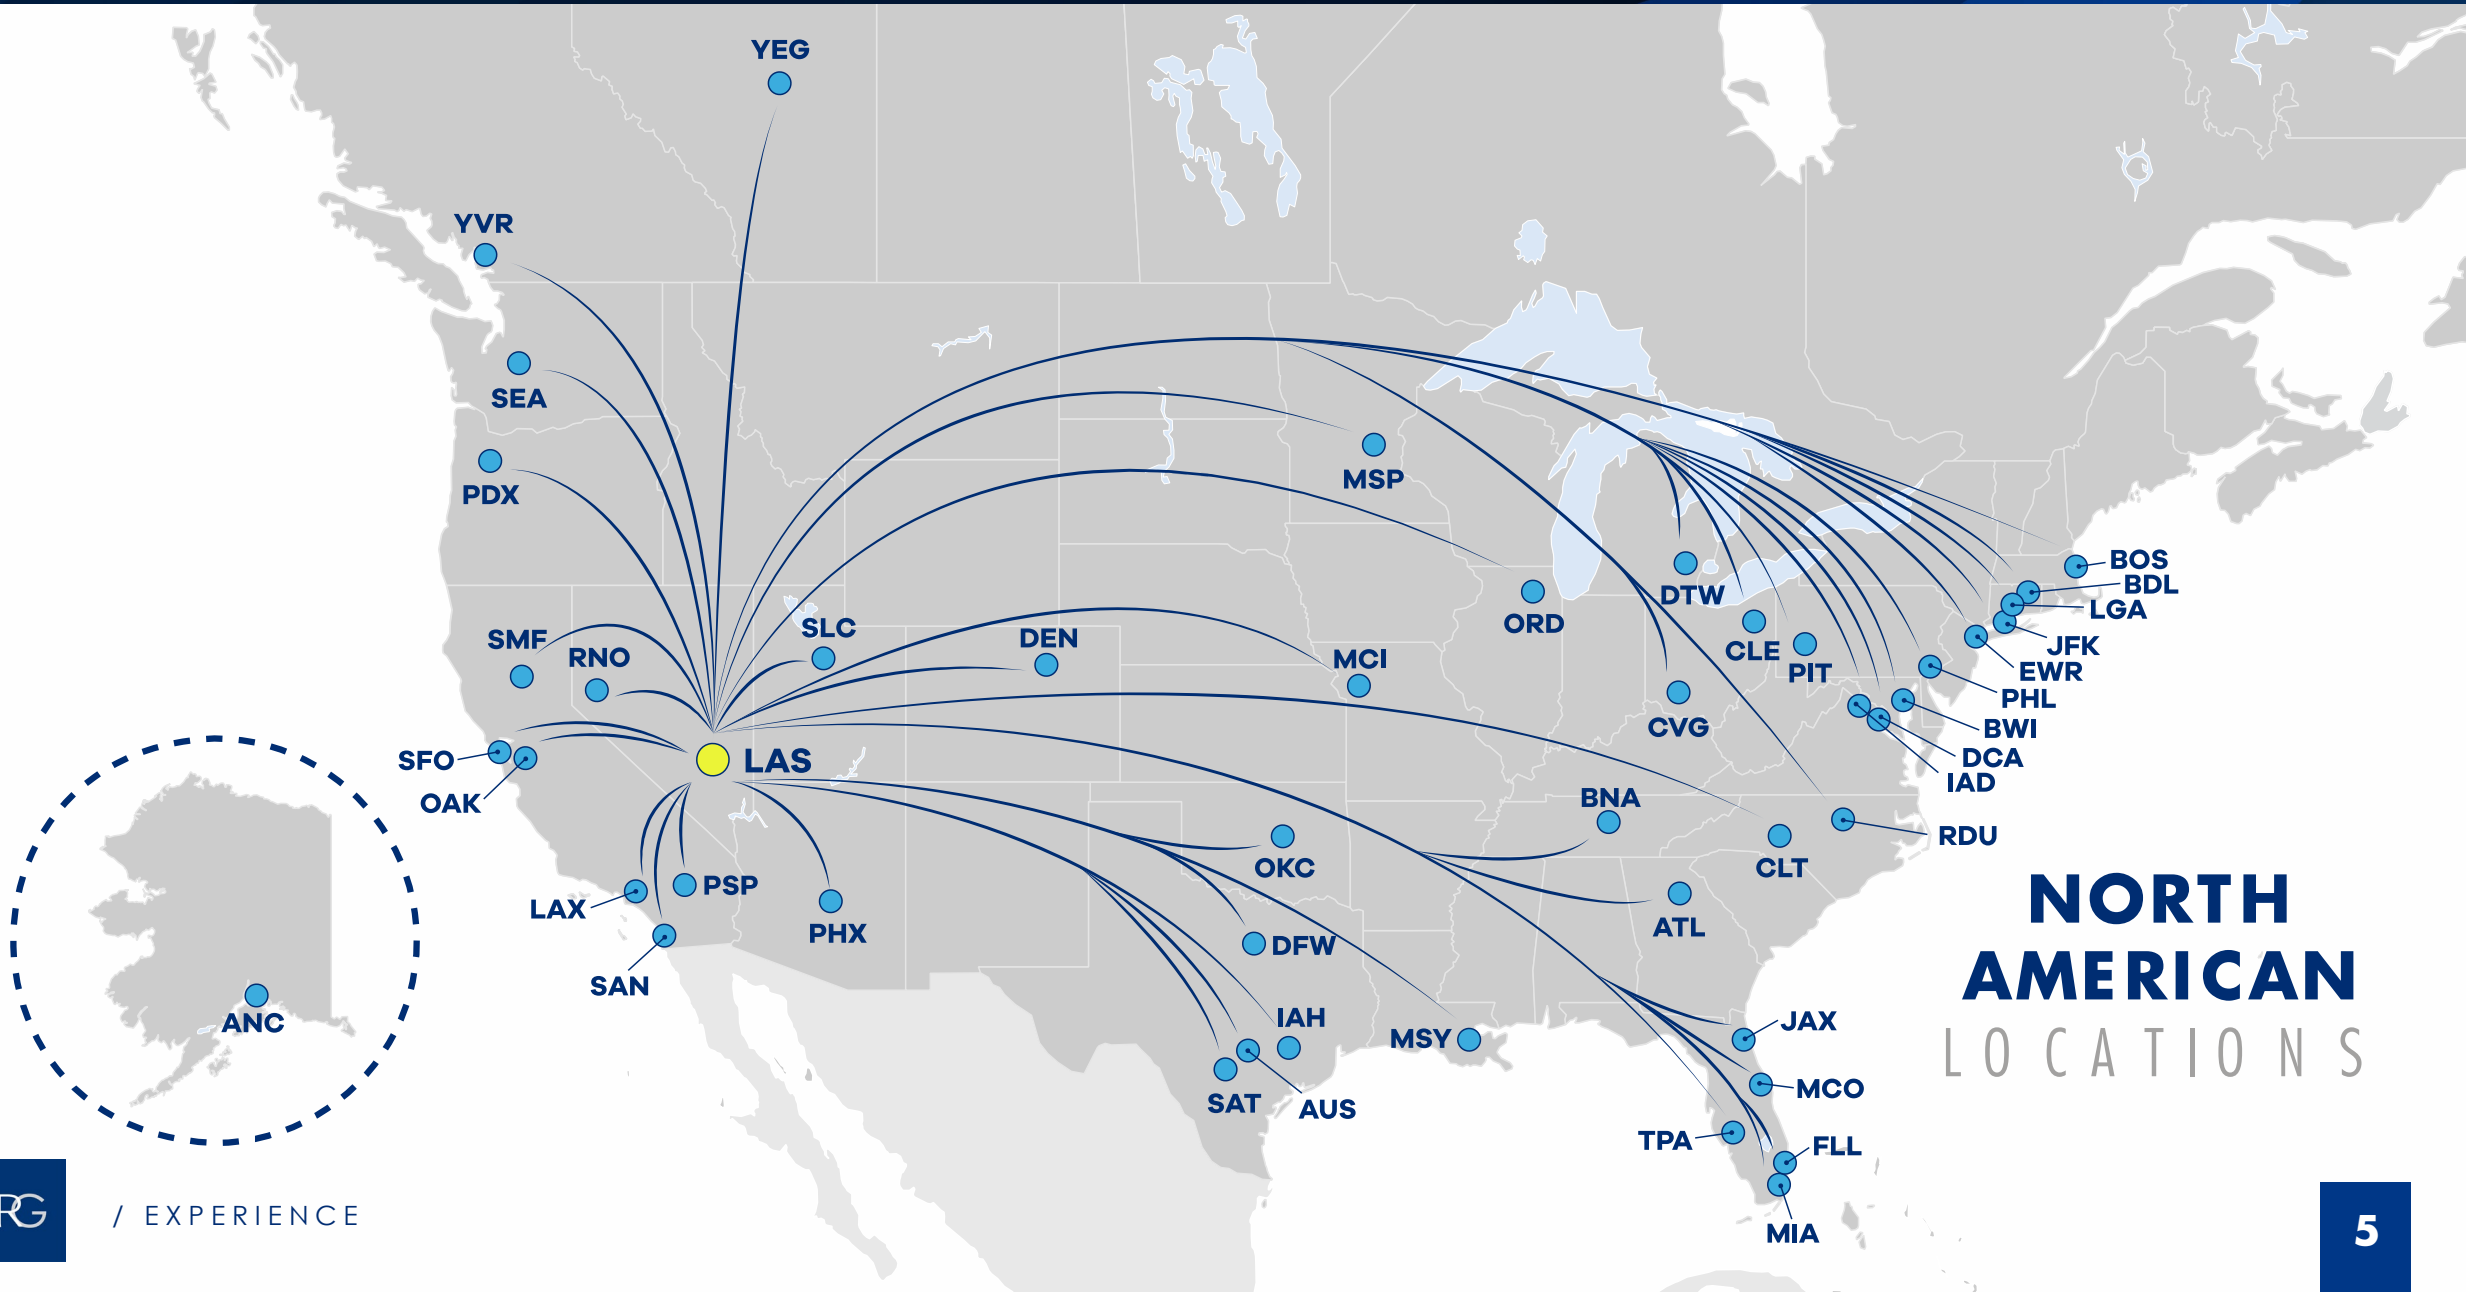 YEG
YVR
SEA
PDX
MSP
ORD
DTW
BOS
BDL
LGA
JFK
EWR
PHL
BWI
DCA
IAD
SMF
RNO
SLC
DEN
MCI
CLE
PIT
CVG
SFO
OAK
LAS
BNA
RDU
OKC
CLT
LAX
PSP
PHX
ATL
DFW
SAN
ANC
IAH
MSY
SAT
AUS
JAX
MCO
TPA
FLL
MIA
NORTH
AMERICAN
LOCATIONS
RG
/ EXPERIENCE
5